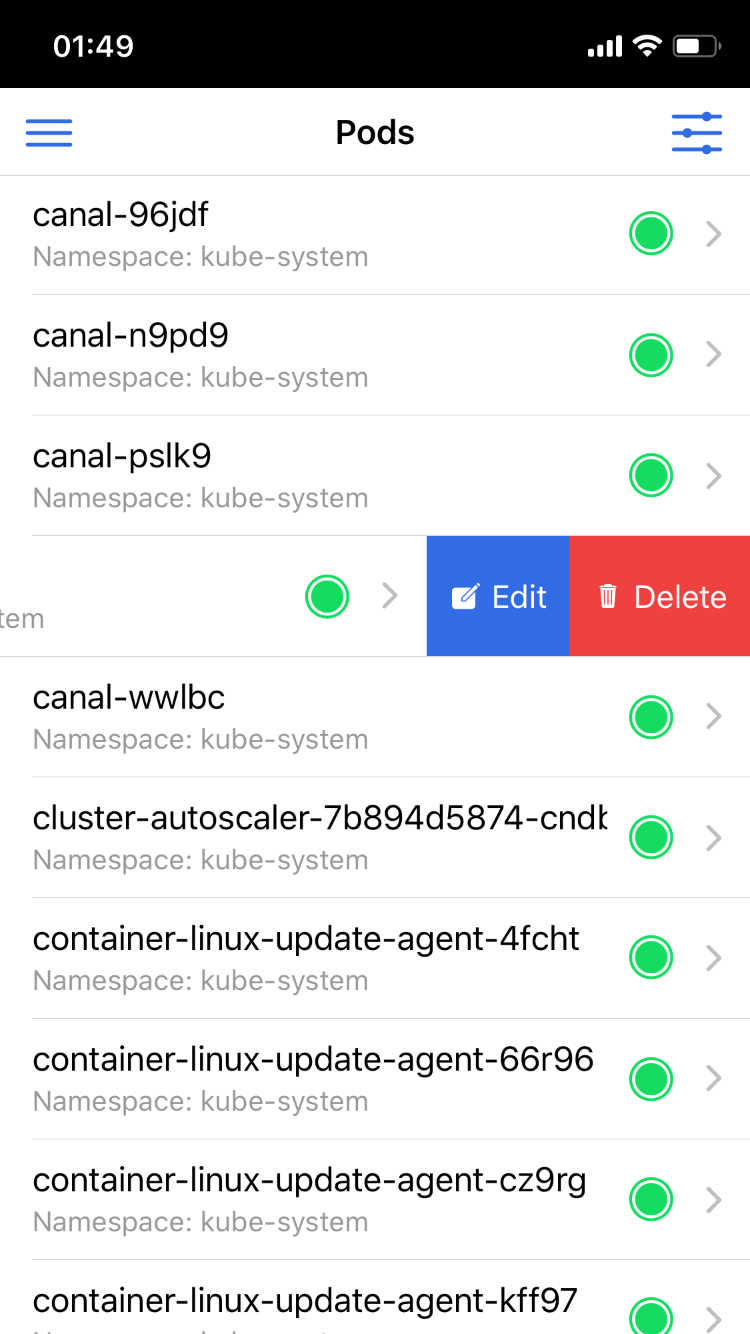 01:49
Pods
canal-96jdf
Namespace: kube-system
canal-n9pd9
Namespace: kube-system
canal-pslk9
Namespace: kube-system
Edit
Delete
tem
canal-wwlbc
Namespace: kube-system
cluster-autoscaler-7b894d5874-cndb
Namespace: kube-system
container-linux-update-agent-4fcht
Namespace: kube-system
container-linux-update-agent-66r96
Namespace: kube-system
container-linux-update-agent-cz9rg
Namespace: kube-system
container-linux-update-agent-kff97